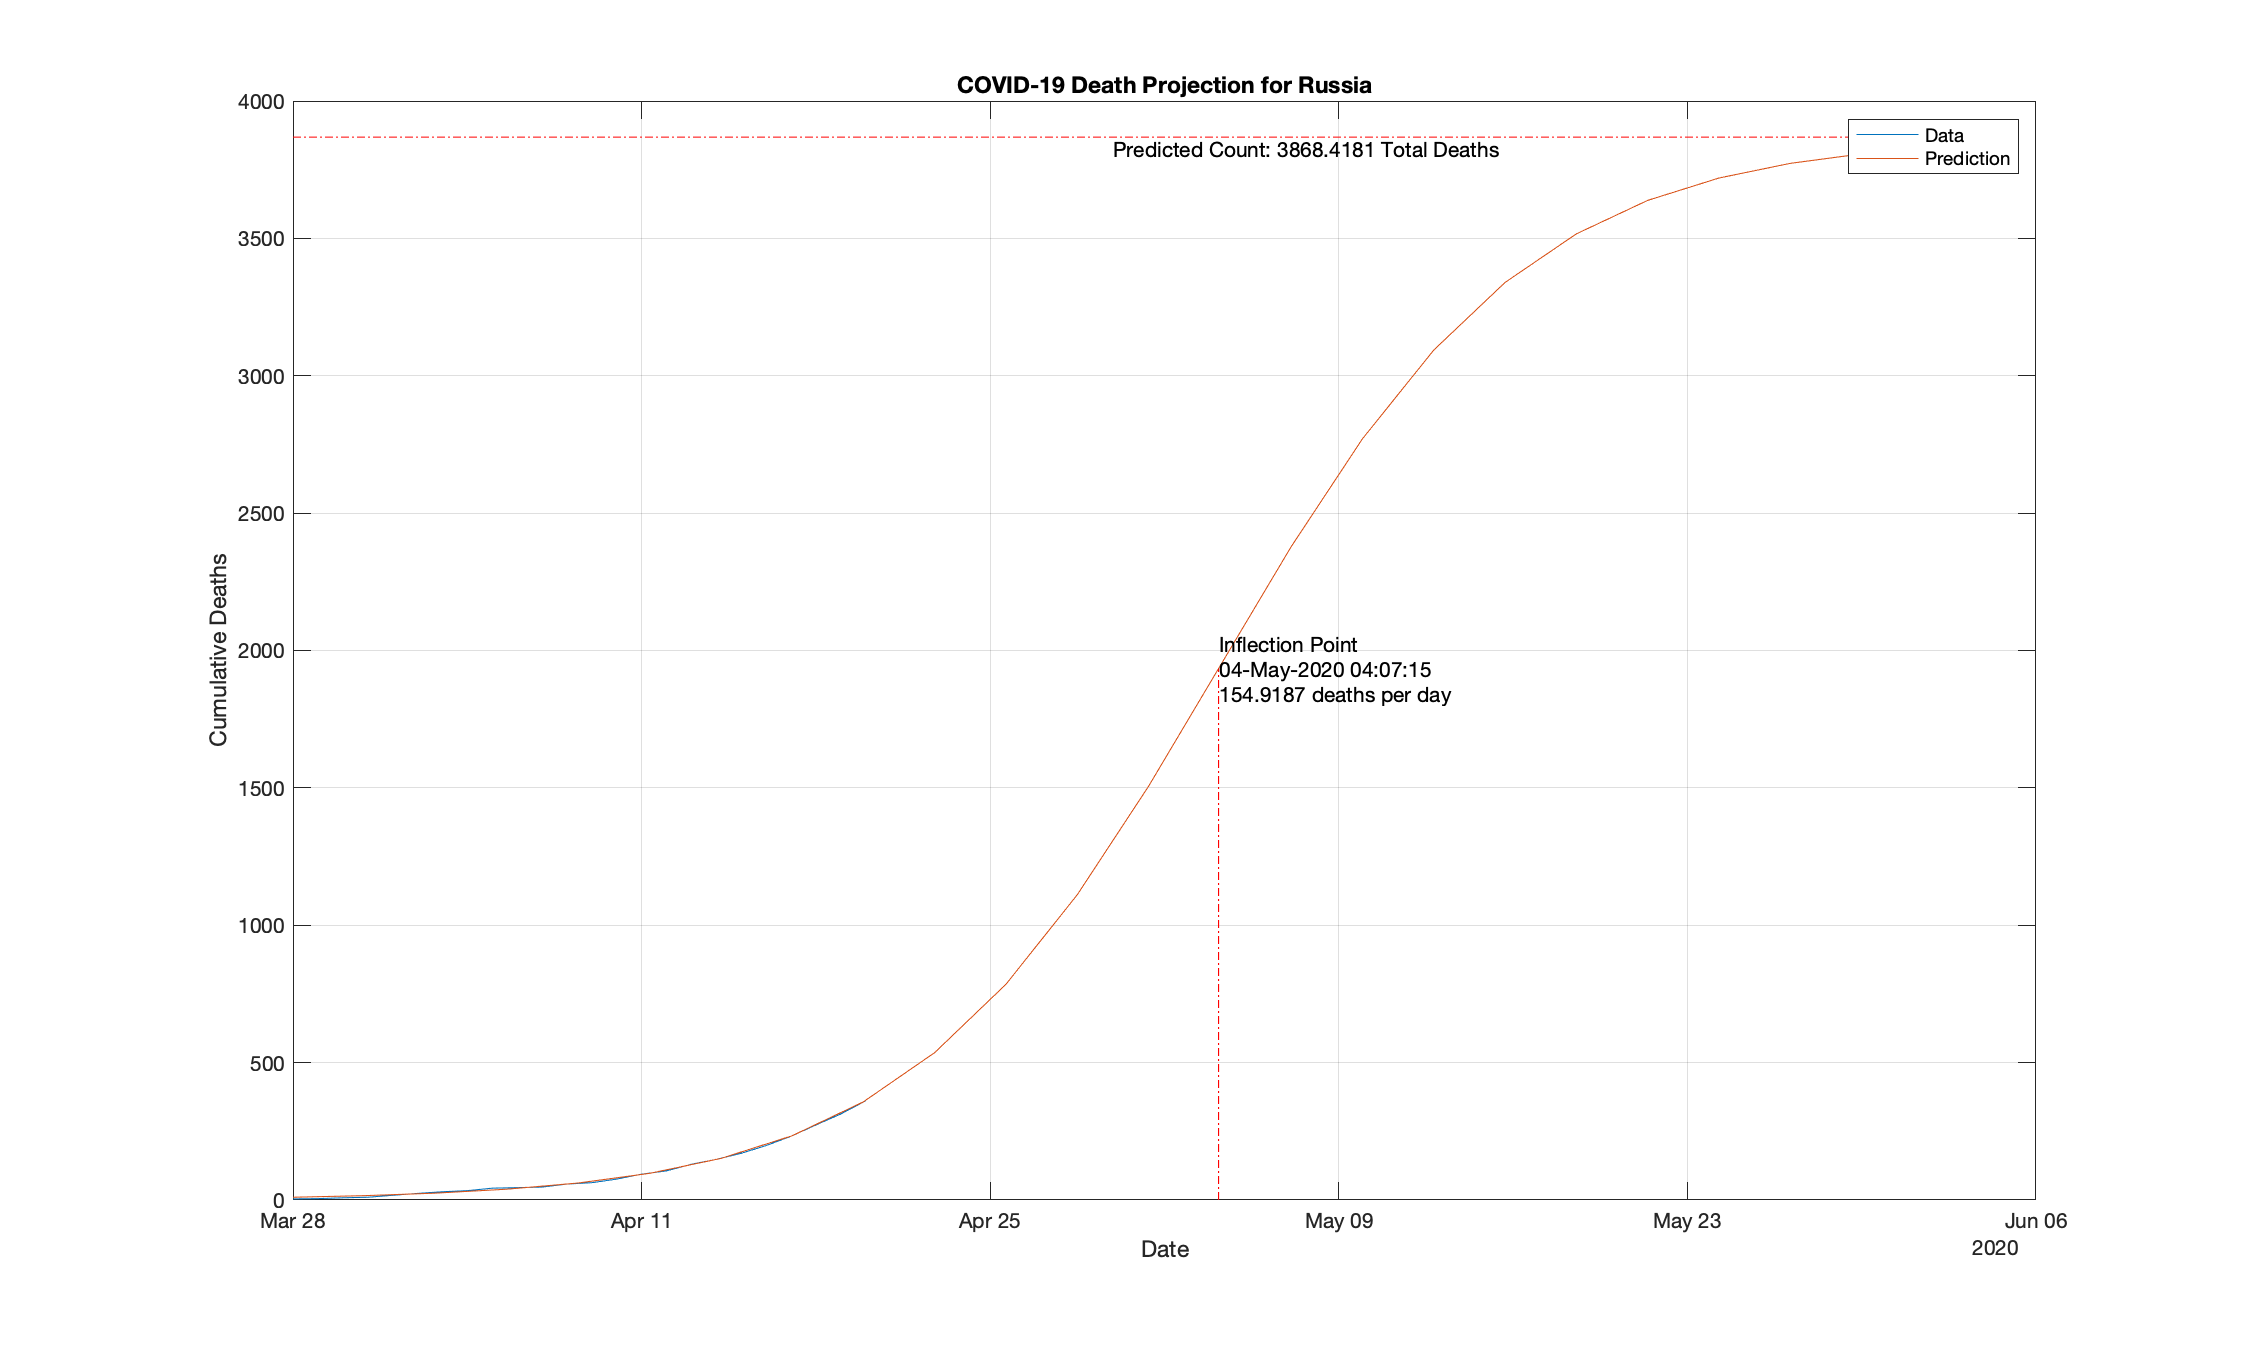 COVID-19 Death Projection for Russia
4000
3500
3000
2500
2000
1500
1000
500
0
Cumulative Deaths
Predicted Count: 3868.4181 Total Deaths
Data
Prediction
Inflection Point
04-May-2020 04:07:15
154.9187 deaths per day
Mar 28
Apr 11
Apr 25
May 09
May 23
Jun 06
Date
2020